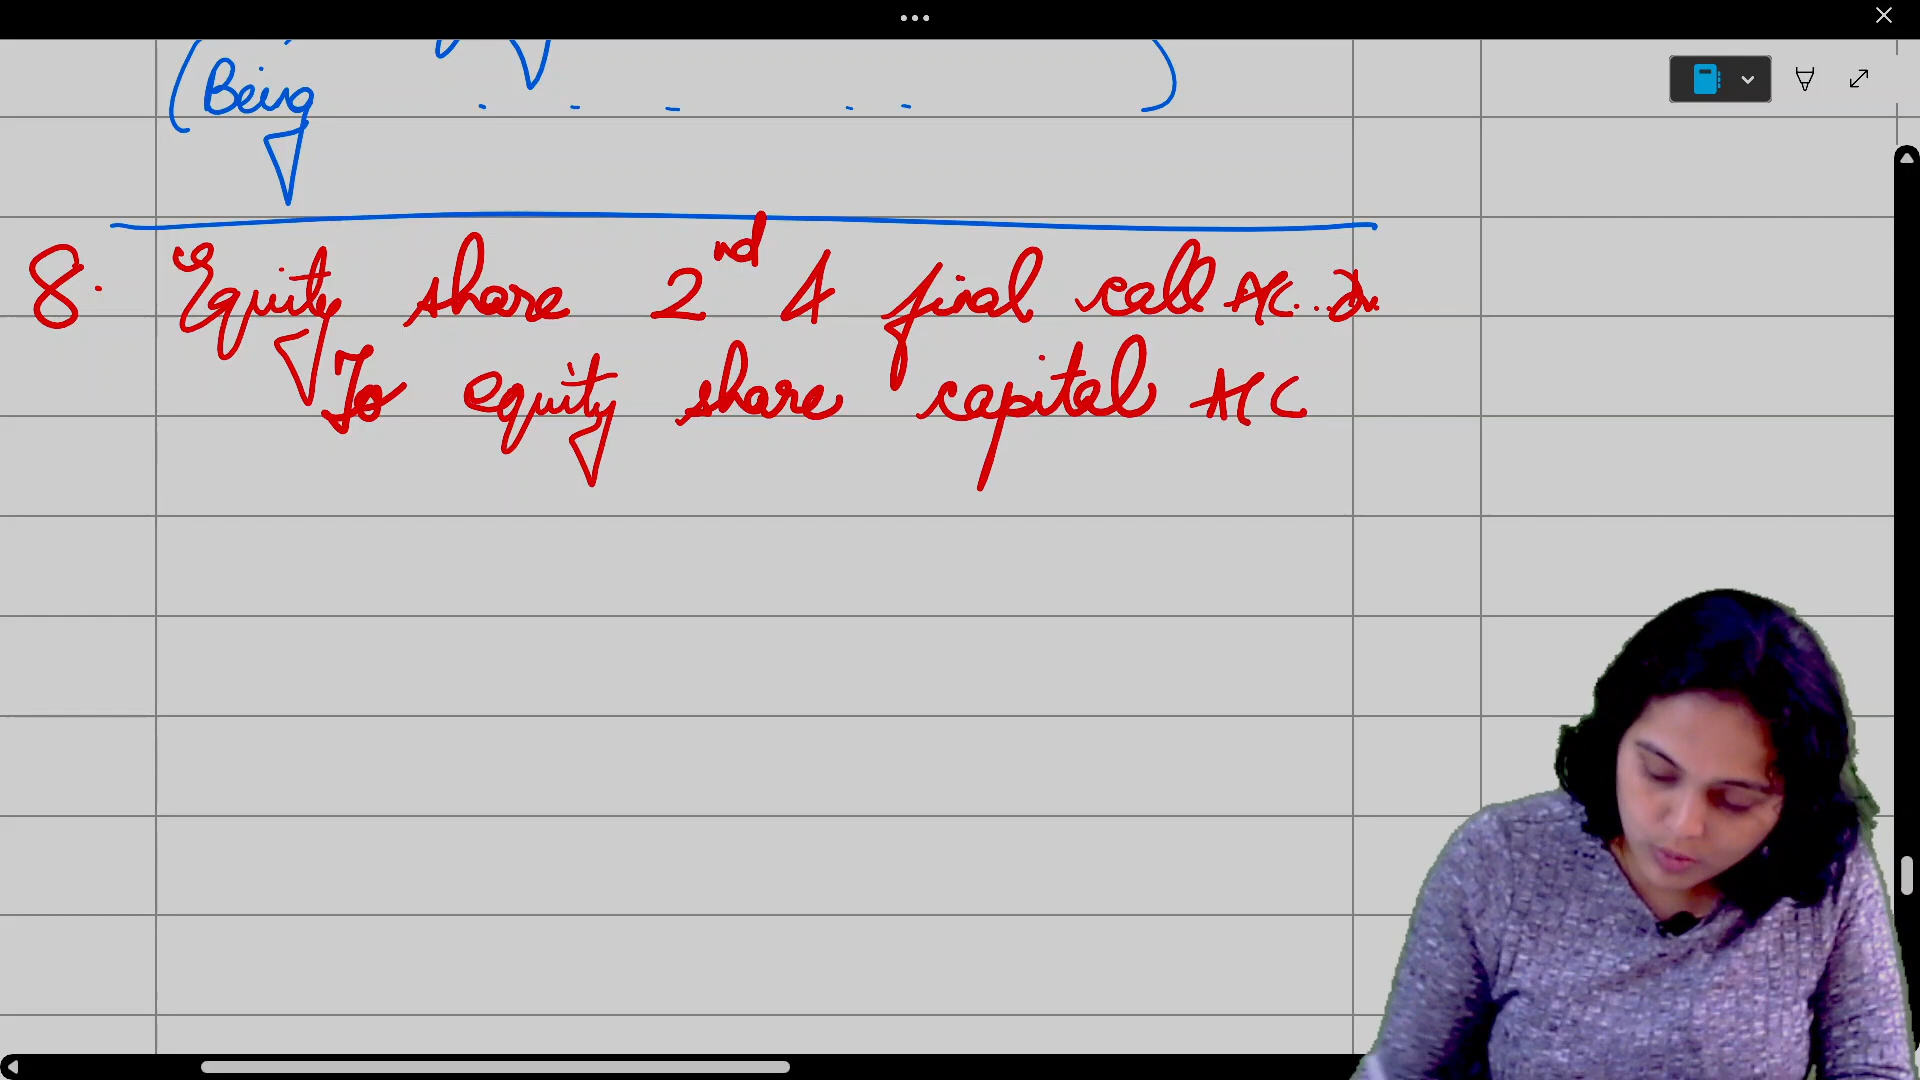 (Being . - - . - )
8. Equity share 2nd & final call A/C...Dr
To equity share capital A/C